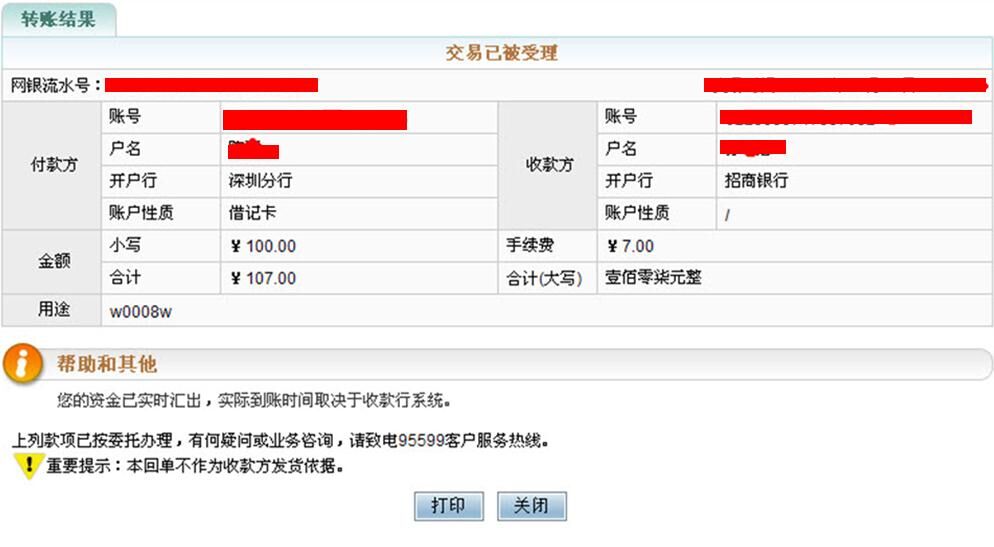 转账结果
交易已被受理
网银流水号：
付款方
账号
户名
开户行 深圳分行
账户性质 借记卡
收款方
账号
户名
开户行 招商银行
账户性质 /
金额
小写 ￥100.00 手续费 ￥7.00
合计 ￥107.00 合计(大写) 壹佰零柒元整
用途 w0008w
帮助和其他
您的资金已实时汇出，实际到账时间取决于收款行系统。
上列款项已按委托办理，有何疑问或业务咨询，请致电95599客户服务热线。
重要提示：本回单不作为收款方发货依据。
打印 关闭